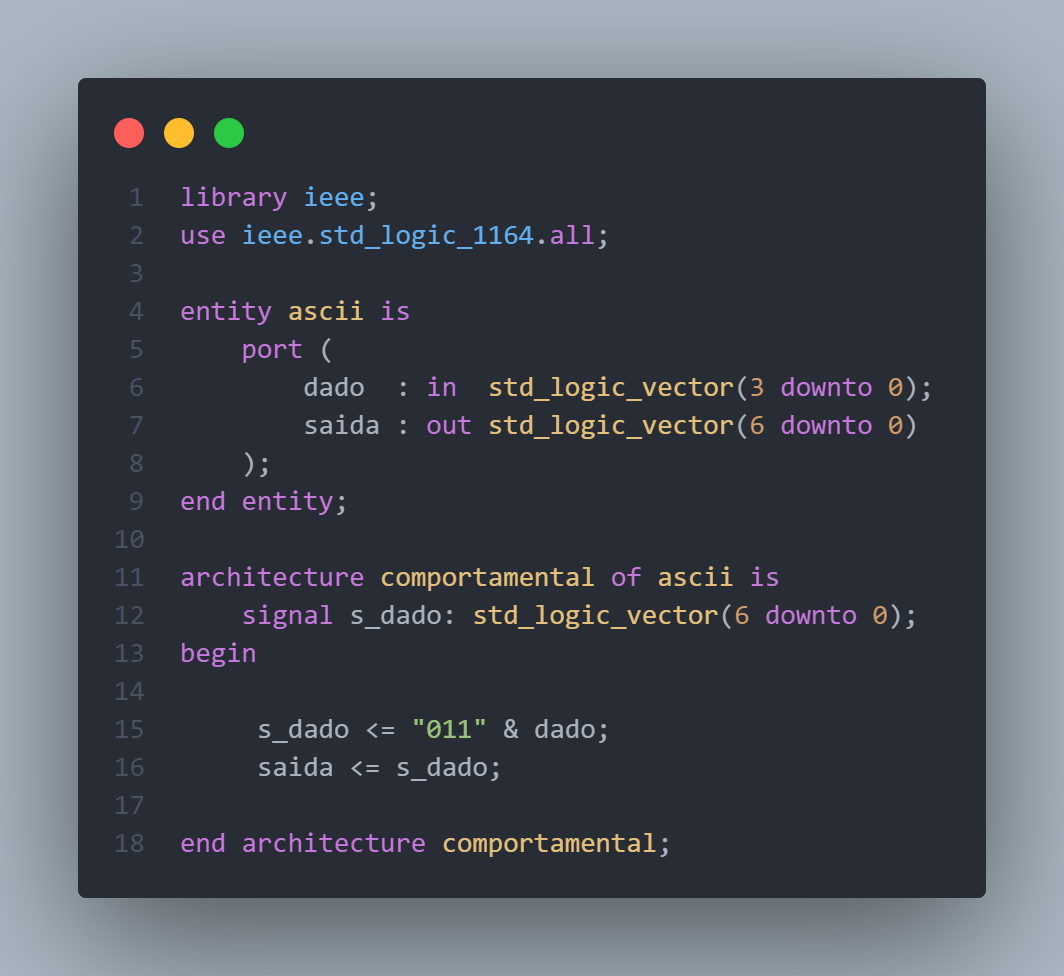 1 library ieee;
2 use ieee.std_logic_1164.all;
3
4 entity ascii is
5     port (
6         dado  : in  std_logic_vector(3 downto 0);
7         saida : out std_logic_vector(6 downto 0)
8     );
9 end entity;
10
11 architecture comportamental of ascii is
12     signal s_dado: std_logic_vector(6 downto 0);
13 begin
14
15      s_dado <= "011" & dado;
16      saida <= s_dado;
17
18 end architecture comportamental;